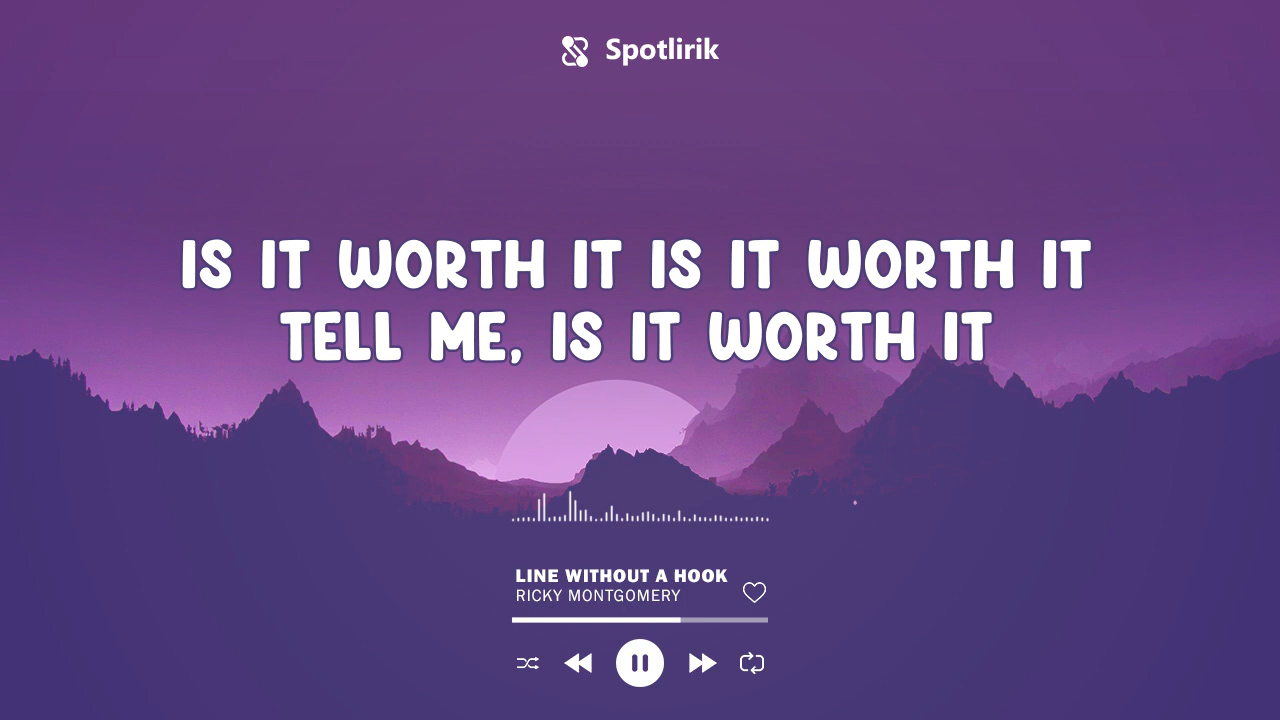 Spotlirik
IS IT WORTH IT IS IT WORTH IT
TELL ME, IS IT WORTH IT
LINE WITHOUT A HOOK
RICKY MONTGOMERY